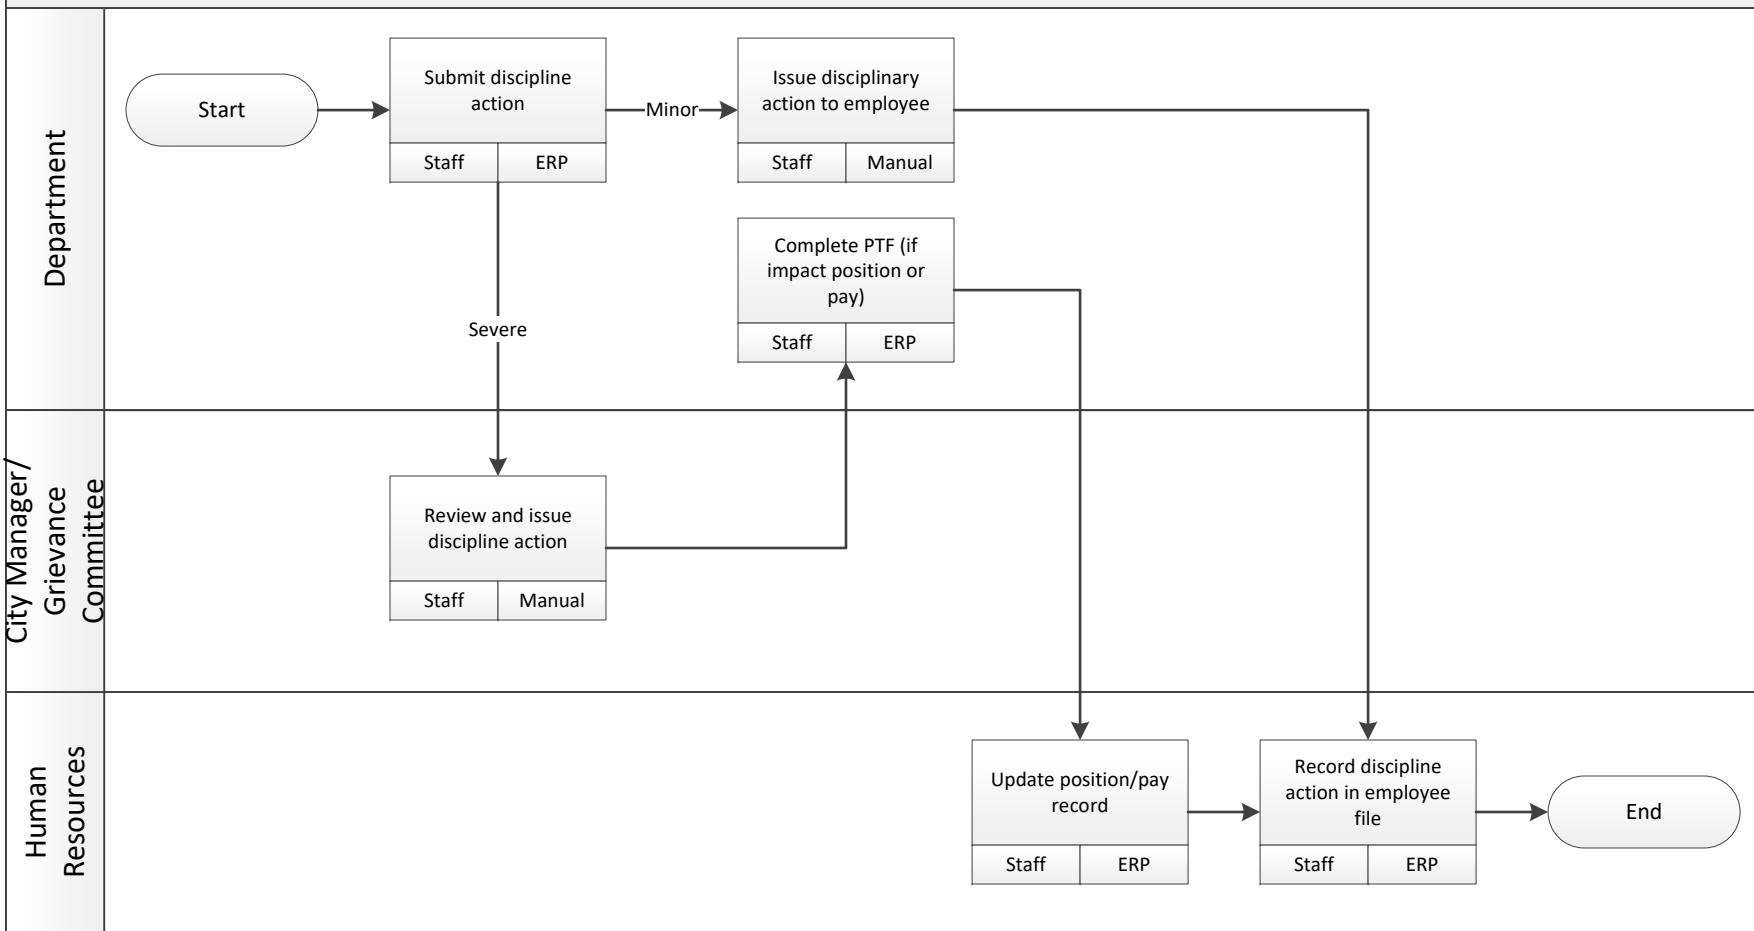 Department
Start
Submit discipline
action
Staff
ERP
Minor
Issue disciplinary
action to employee
Staff
Manual
Severe
Complete PTF (if
impact position or
pay)
Staff
ERP
City Manager/
Grievance
Committee
Review and issue
discipline action
Staff
Manual
Human
Resources
Update position/pay
record
Staff
ERP
Record discipline
action in employee
file
Staff
ERP
End